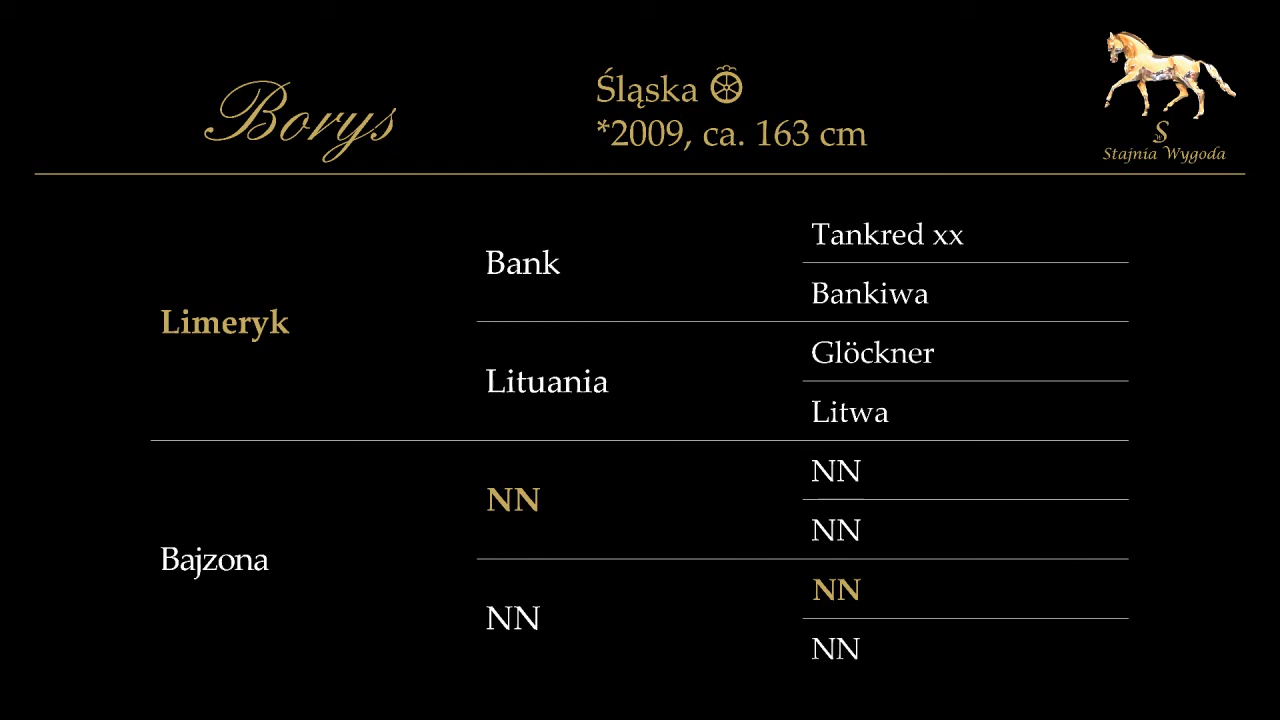 Borys
Śląska
*2009, ca. 163 cm
S
Stajnia Wygoda
Tankred xx
Bank
Bankiwa
Limeryk
Glöckner
Lituania
Litwa
NN
NN
NN
Bajzona
NN
NN
NN